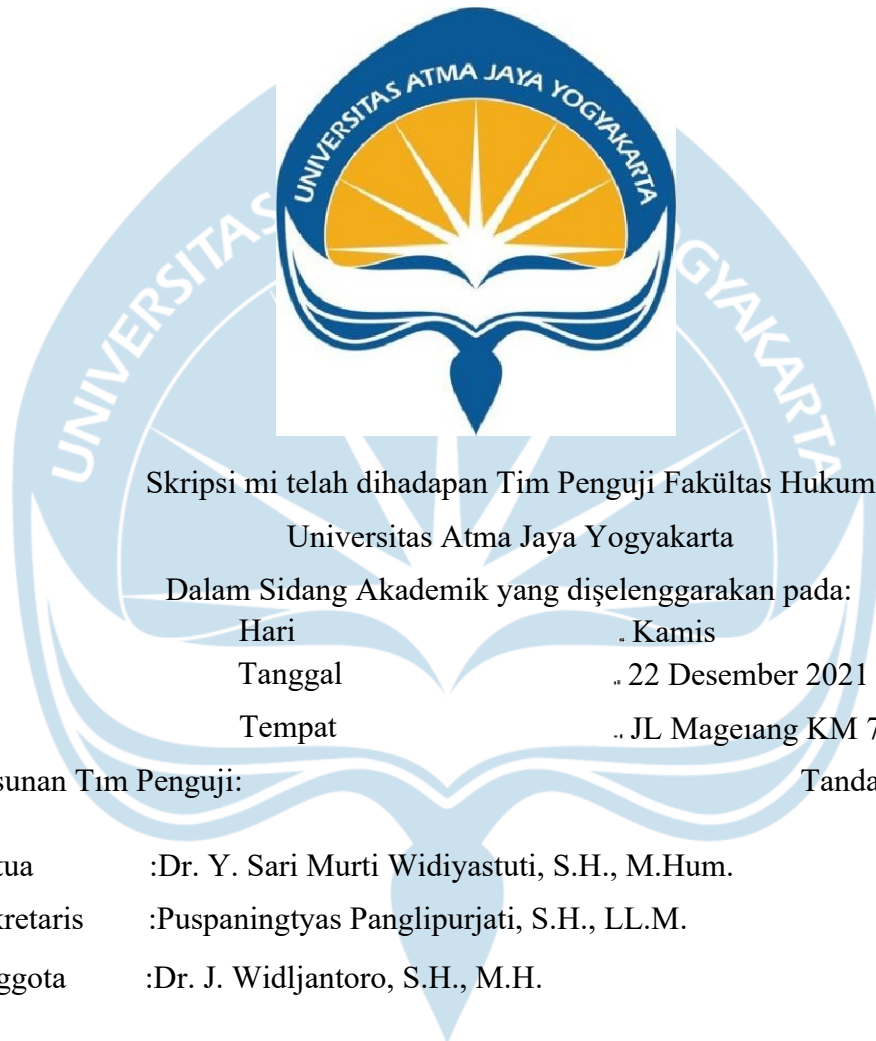 UNIVERSITAS ATMA JAYA YOGYAKARTA
Skripsi mi telah dihadapan Tim Penguji Fakültas Hukum
Universitas Atma Jaya Yogyakarta
Dalam Sidang Akademik yang dişelenggarakan pada:
Hari Kamis
Tanggal 22 Desember 2021
Tempat JL Mageıang KM 7
sunan Tım Penguji: Tanda
tua :Dr. Y. Sari Murti Widiyastuti, S.H., M.Hum.
kretaris :Puspaningtyas Panglipurjati, S.H., LL.M.
ggota :Dr. J. Widljantoro, S.H., M.H.